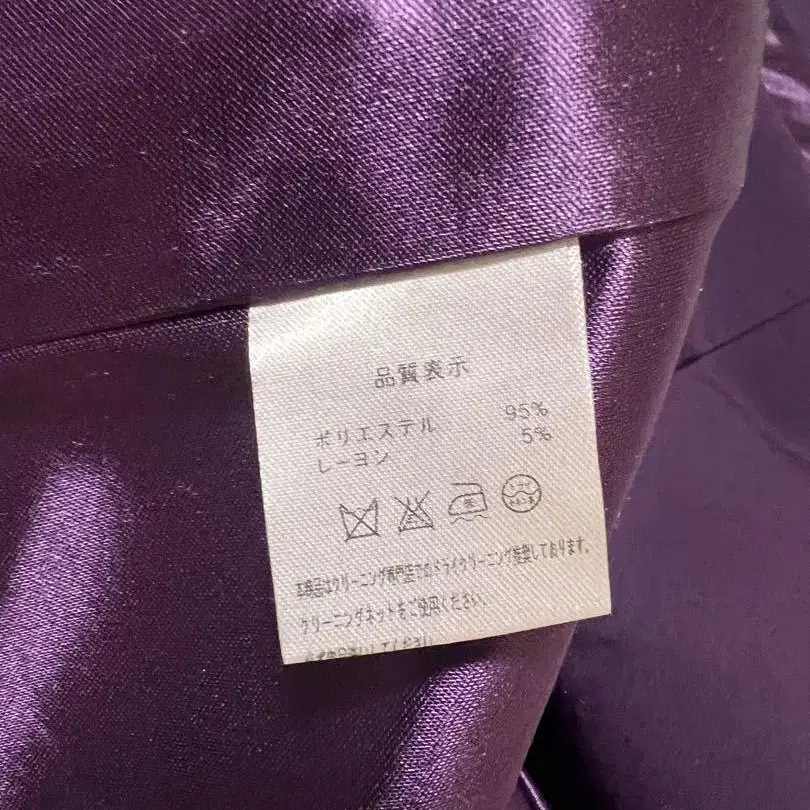 品質表示
ポリエステル 95%
レーヨン 5%
本商品はクリーニング専門店でのドライクリーニング推奨しております。
クリーニングネットをご使用ください。